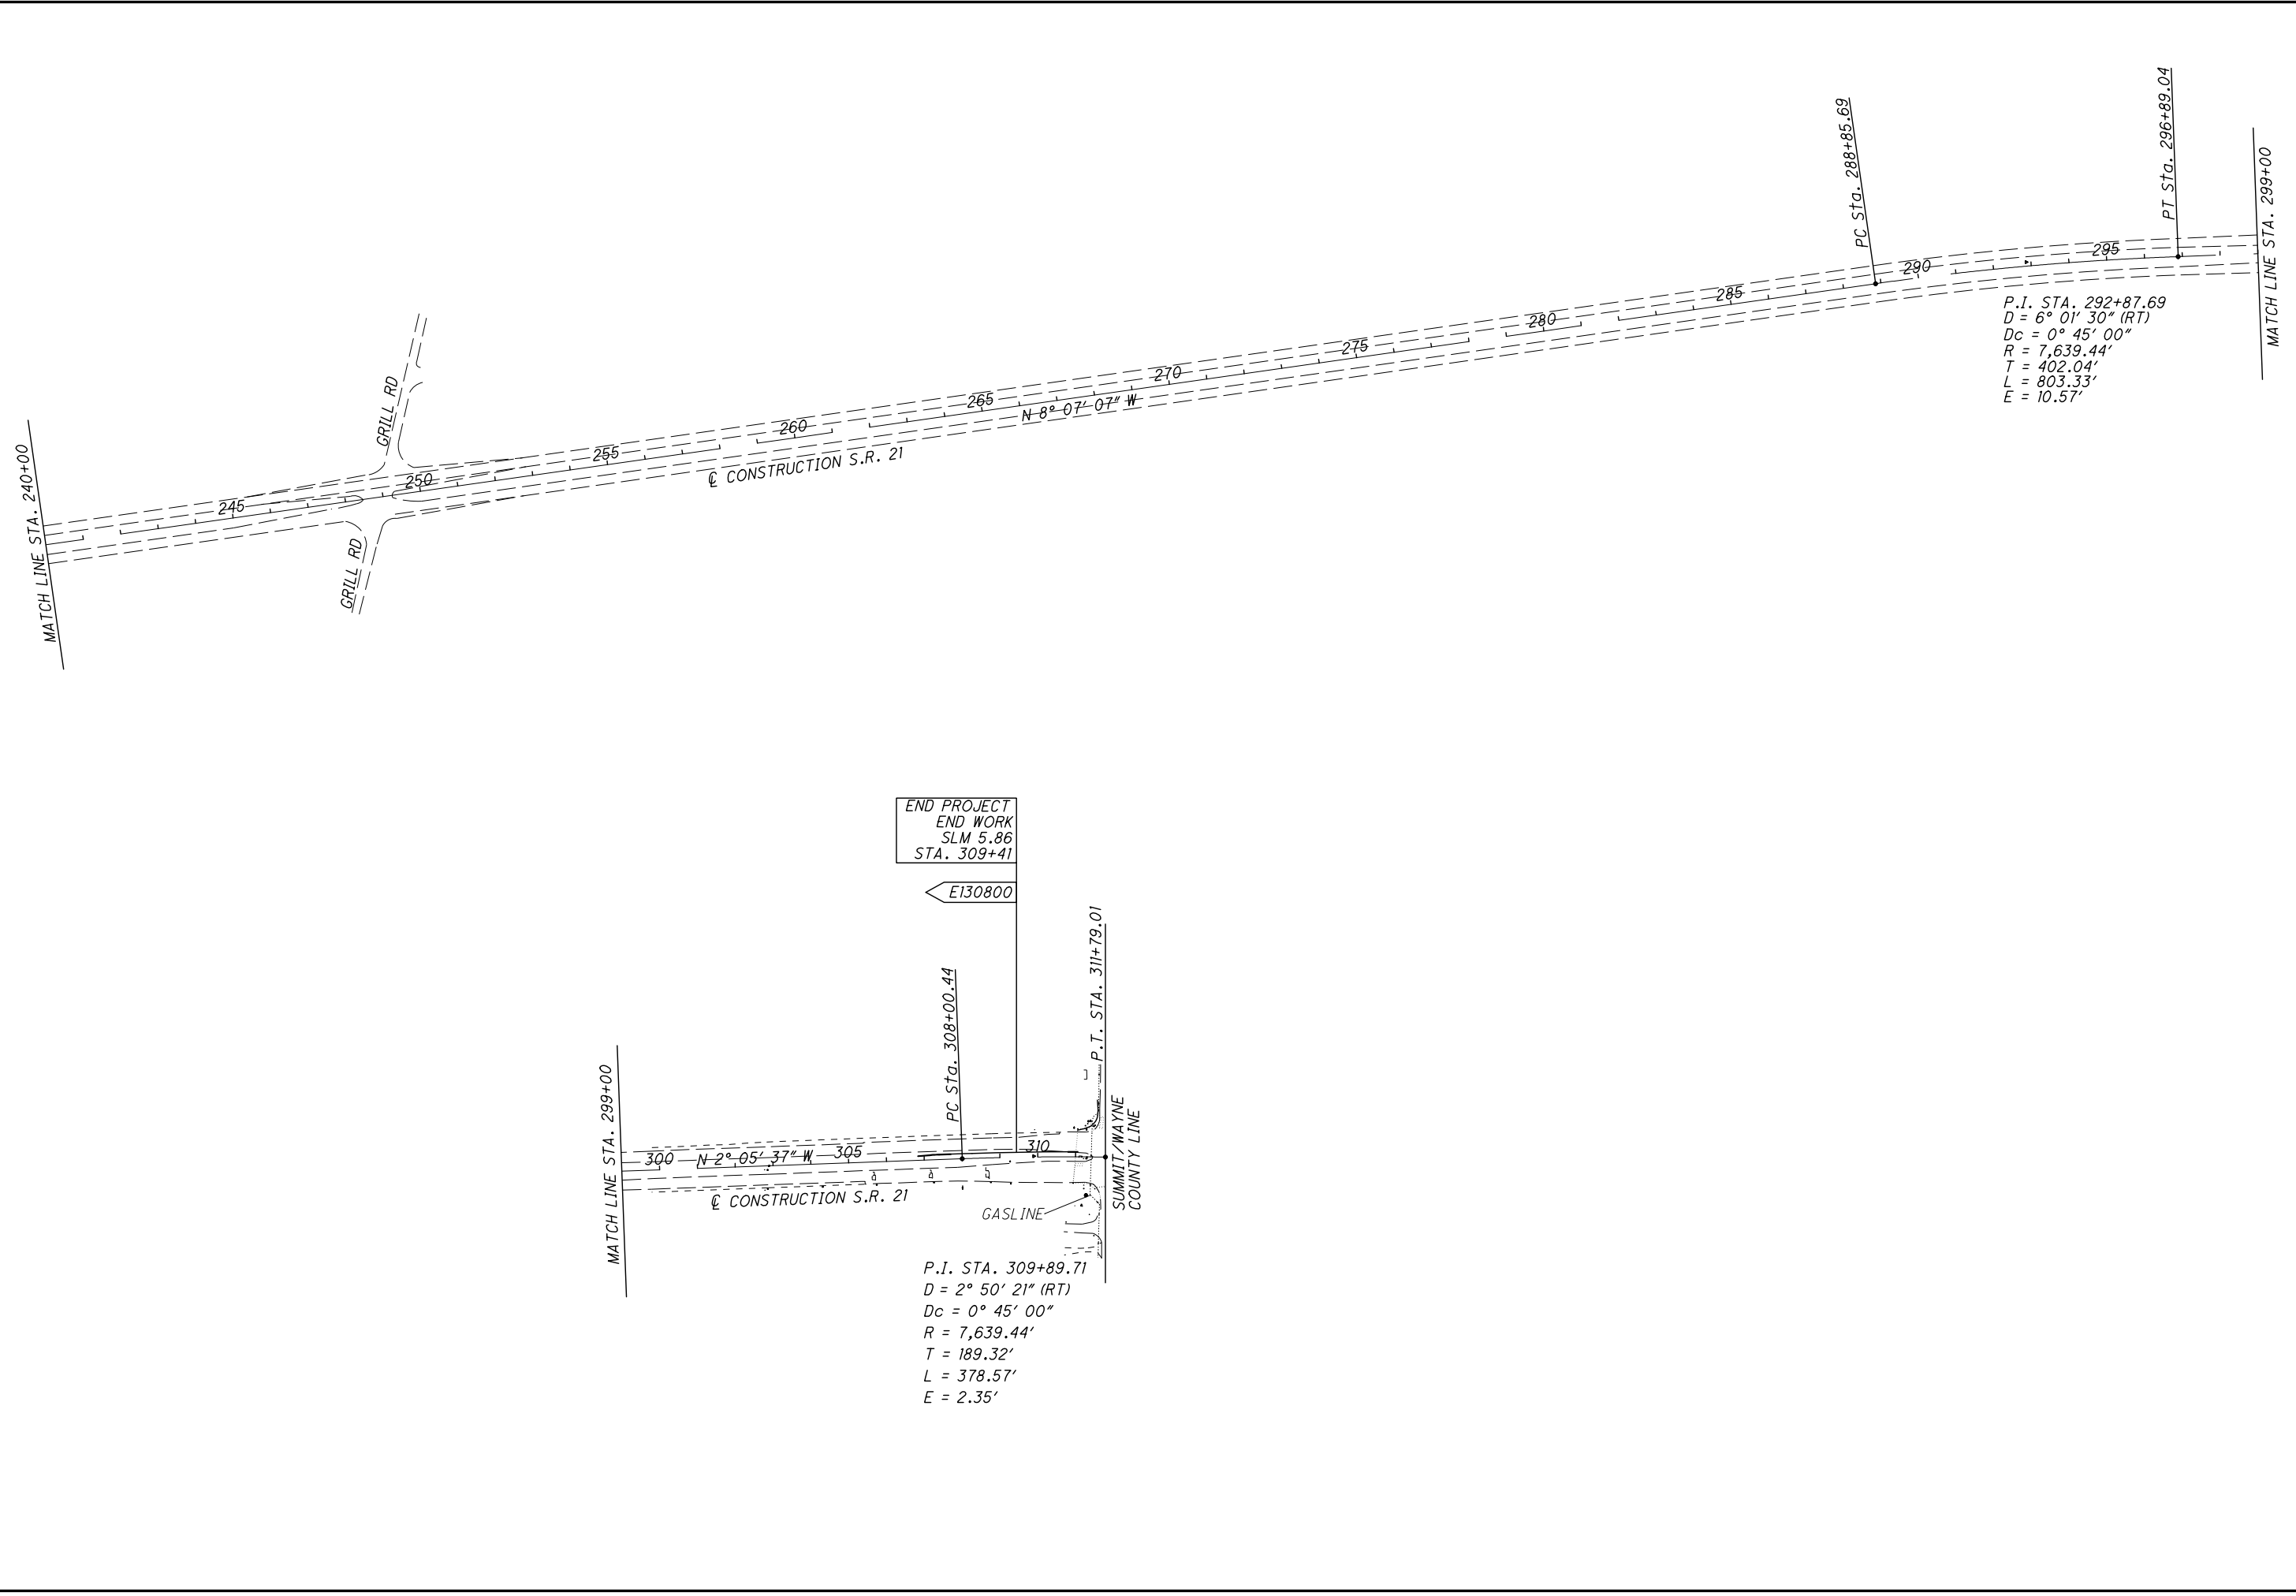 MATCH LINE STA. 240+00
GRILL RD
GRILL RD
245
250
255
260
265
270
275
280
285
290
295
℄ CONSTRUCTION S.R. 21
N 8° 07' 07" W
PC Sta. 288+85.69
PT Sta. 296+89.04
MATCH LINE STA. 299+00
P.I. STA. 292+87.69
D = 6° 01' 30" (RT)
Dc = 0° 45' 00"
R = 7,639.44'
T = 402.04'
L = 803.33'
E = 10.57'
END PROJECT
END WORK
SLM 5.86
STA. 309+41
E130800
MATCH LINE STA. 299+00
300
N 2° 05' 37" W
305
310
℄ CONSTRUCTION S.R. 21
PC Sta. 308+00.44
P.T. STA. 311+79.01
SUMMIT/WAYNE
COUNTY LINE
GASLINE
P.I. STA. 309+89.71
D = 2° 50' 21" (RT)
Dc = 0° 45' 00"
R = 7,639.44'
T = 189.32'
L = 378.57'
E = 2.35'